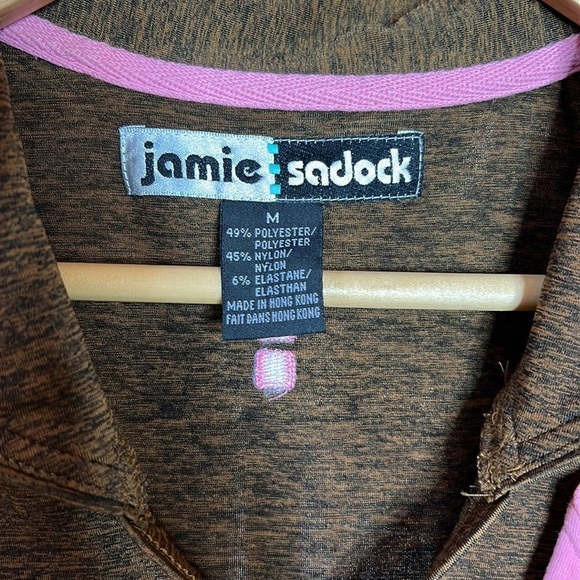 jamie sadock
M
49% POLYESTER/
POLYESTER
45% NYLON/
NYLON
6% ELASTANE/
ELASTHAN
MADE IN HONG KONG
FAIT DANS HONG KONG